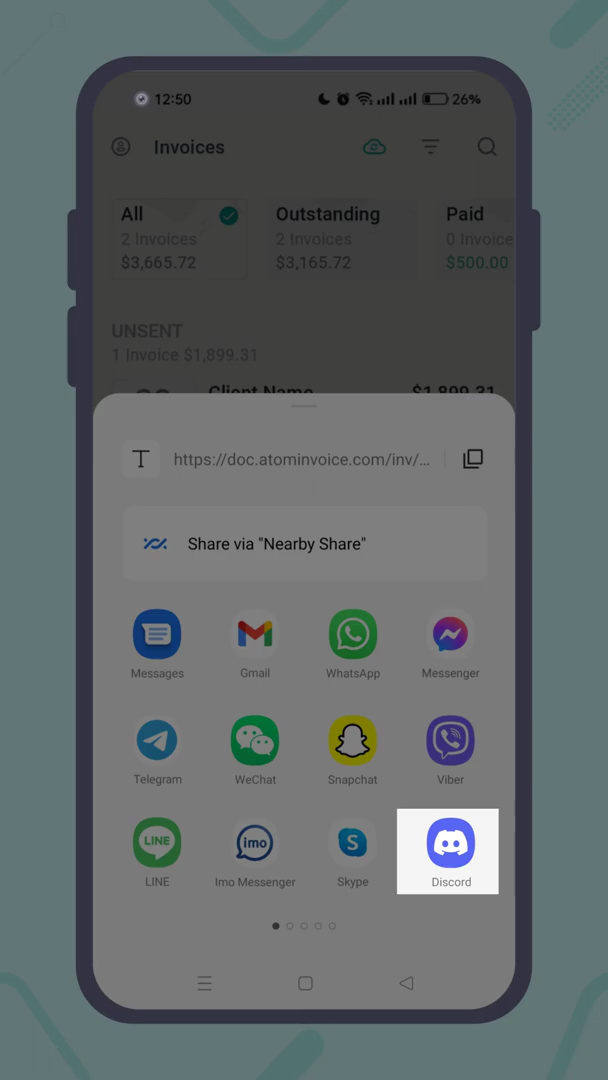 12:50
26%
Invoices
All
2 Invoices
$3,665.72
Outstanding
2 Invoices
$3,165.72
Paid
0 Invoice
$500.00
UNSENT
1 Invoice $1,899.31
Client Name $1,899.31
T https://doc.atominvoice.com/inv/...
Share via "Nearby Share"
Messages Gmail WhatsApp Messenger
Telegram WeChat Snapchat Viber
LINE imo S
LINE Imo Messenger Skype Discord